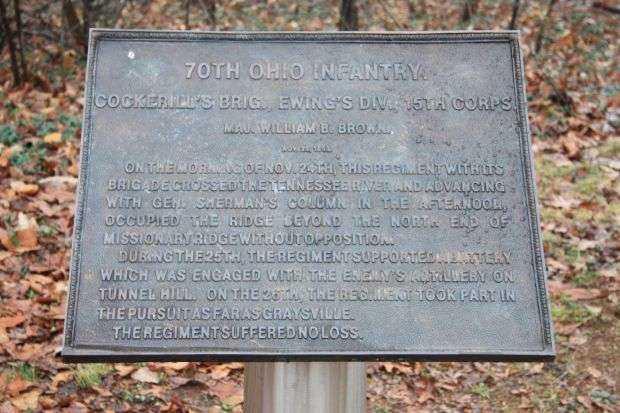 70TH OHIO INFANTRY.
COCKERILL'S BRIG., EWING'S DIV., 15TH CORPS.
MAJ. WILLIAM B. BROWN.
NOV. 1863
ON THE MORNING OF NOV. 24TH, THIS REGIMENT WITH ITS
BRIGADE CROSSED THE TENNESSEE RIVER AND ADVANCING
WITH GEN. SHERMAN'S COLUMN IN THE AFTERNOON,
OCCUPIED THE RIDGE BEYOND THE NORTH END OF
MISSIONARY RIDGE WITHOUT OPPOSITION.
DURING THE 25TH, THE REGIMENT SUPPORTED A BATTERY
WHICH WAS ENGAGED WITH THE ENEMY'S ARTILLERY ON
TUNNEL HILL. ON THE 26TH, THE REGIMENT TOOK PART IN
THE PURSUIT AS FAR AS GRAYSVILLE.
THE REGIMENT SUFFERED NO LOSS.